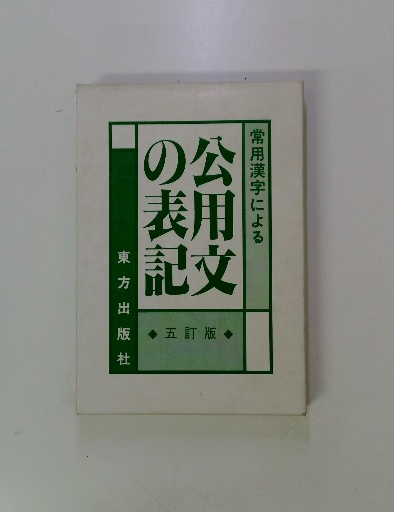 常用漢字による
公用文
の表記
◆五訂版◆
東方出版社